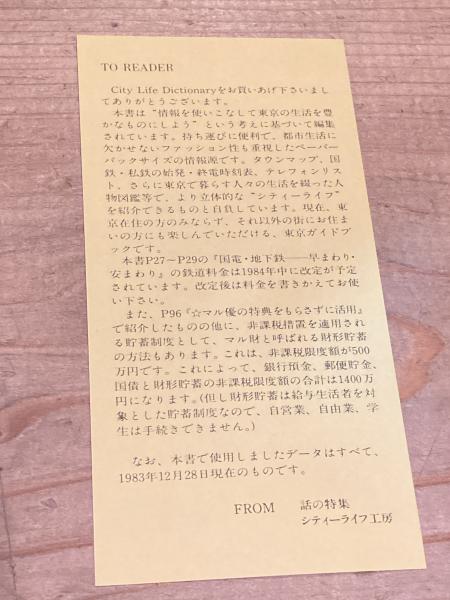 TO READER
City Life Dictionaryをお買いあげ下さいまし
てありがとうございます。
本書は“情報を使いこなして東京の生活を豊
かなものにしよう”という考えに基づいて編集
されています。持ち運びに便利で、都市生活に
欠かせないファッション性も重視したペーパー
バックサイズの情報源です。タウンマップ、国
鉄・私鉄の始発・終電時刻表、テレフォンリス
ト、さらに東京で暮らす人々の生活を綴った人
物図鑑等で、より立体的な“シティーライフ”
を紹介できるものと自負しています。現在、東
京在住の方のみならず、それ以外の街にお住ま
いの方にも楽しんでいただける、東京ガイドブ
ックです。
本書P27~P29の『国電・地下鉄——早まわり・
安まわり』の鉄道料金は1984年中に改定が予定
されています。改定後は料金を書きかえてお使
い下さい。
また、P96『☆マル優の特典をもらさずに活用』
で紹介したものの他に、非課税措置を適用され
る貯蓄制度として、マル財と呼ばれる財形貯蓄
の方法もあります。これは、非課税限度額が500
万円です。これによって、銀行預金、郵便貯金、
国債と財形貯蓄の非課税限度額の合計は1400万
円になります。(但し財形貯蓄は給与生活者を対
象とした貯蓄制度なので、自営業、自由業、学
生は手続きできません。)
なお、本書で使用しましたデータはすべて、
1983年12月28日現在のものです。
FROM 話の特集
シティーライフ工房